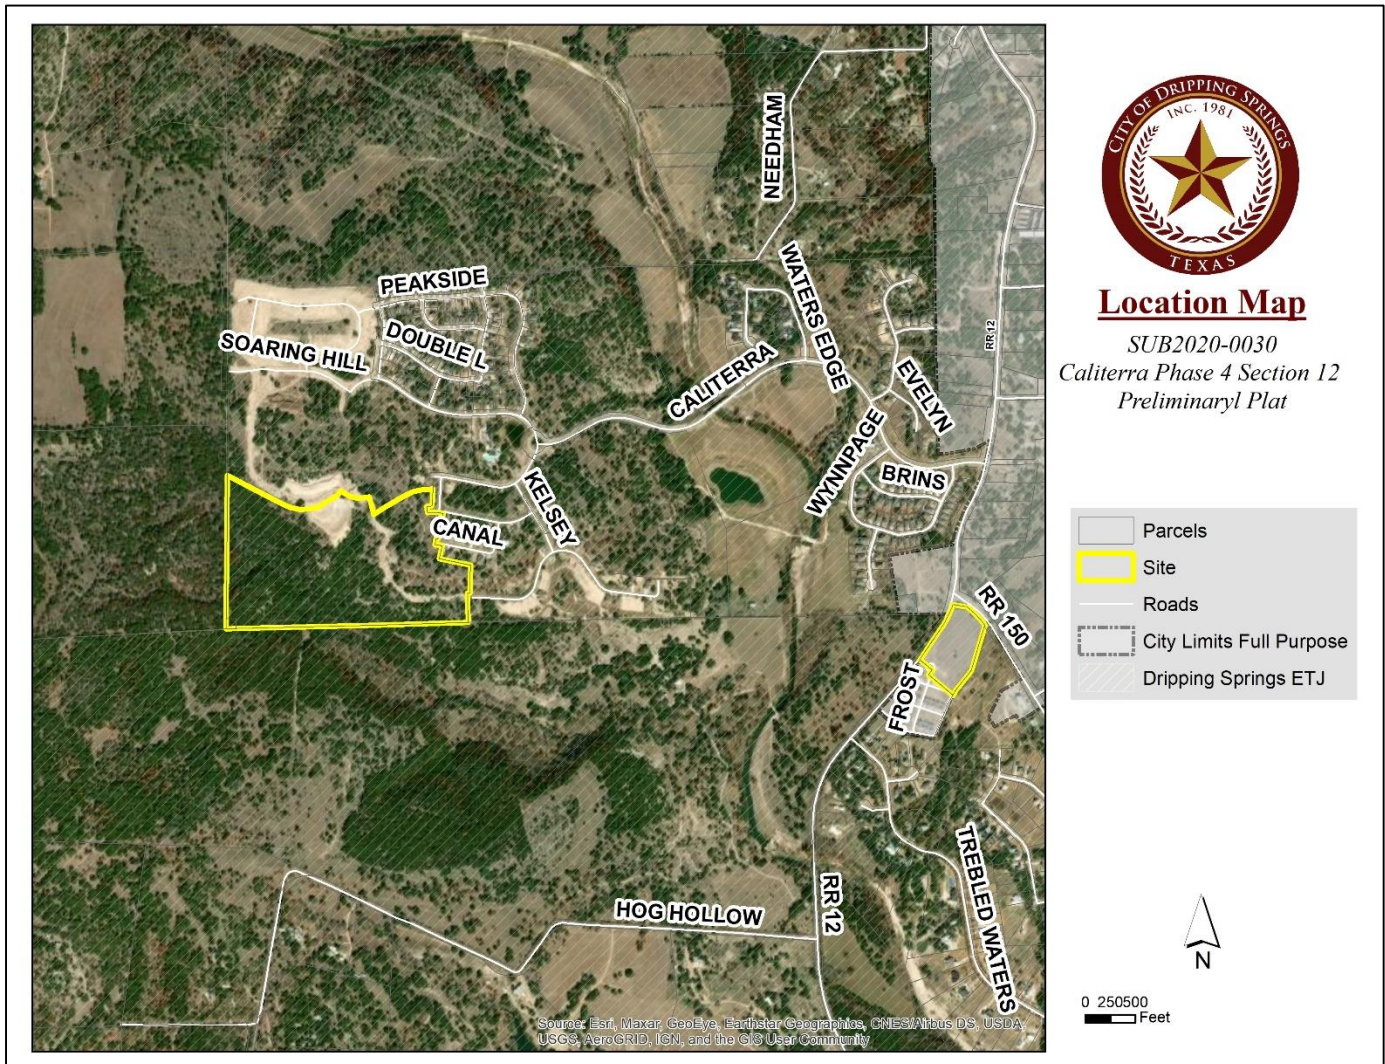 NEEDHAM
WATERS EDGE
RR 12
PEAKSIDE
DOUBLE L
SOARING HILL
CALITERRA
EVELYN
WYNNPAGE
BRINS
KELSEY
CANAL
RR 150
FROST
TREBLED WATERS
RR 12
HOG HOLLOW
Source: Esri, Maxar, GeoEye, Earthstar Geographics, CNES/Airbus DS, USDA,
USGS, AeroGRID, IGN, and the GIS User Community
CITY OF DRIPPING SPRINGS
INC. 1981
TEXAS
Location Map
SUB2020-0030
Caliterra Phase 4 Section 12
Preliminaryl Plat
Parcels
Site
Roads
City Limits Full Purpose
Dripping Springs ETJ
N
0 250500
Feet